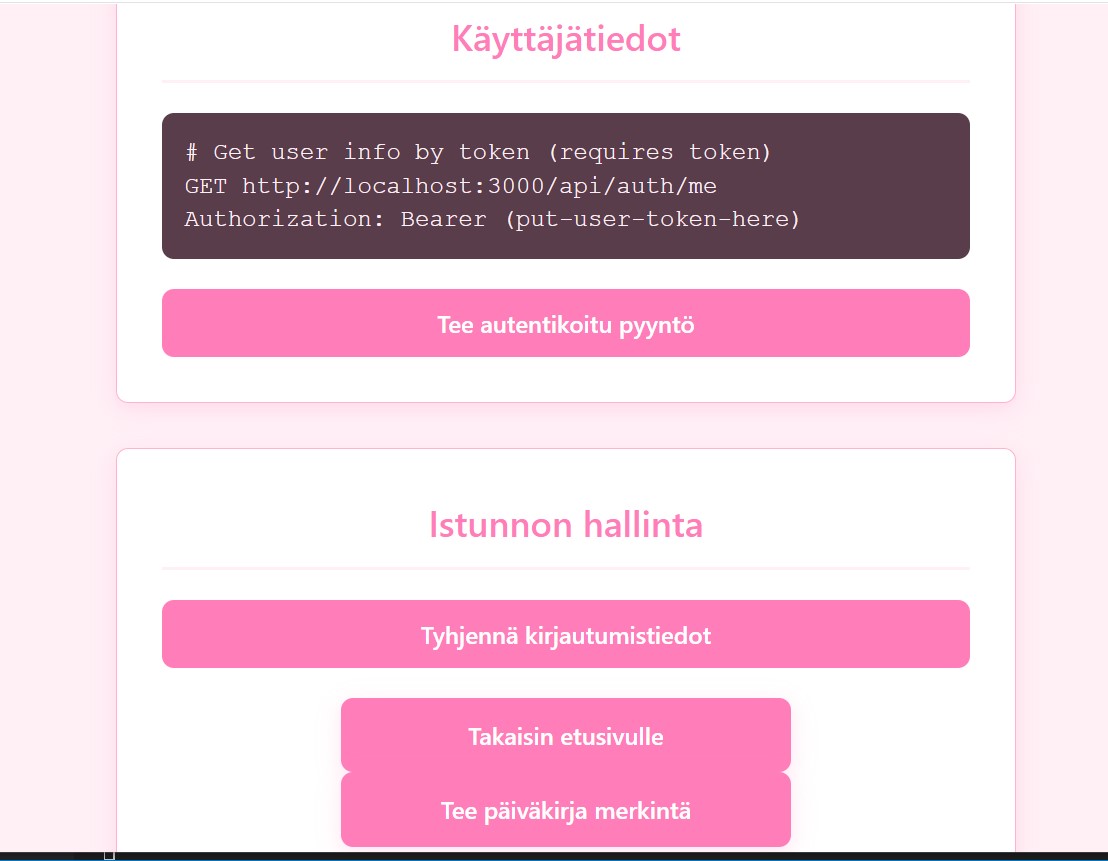 Käyttäjätiedot
# Get user info by token (requires token)
GET http://localhost:3000/api/auth/me
Authorization: Bearer (put-user-token-here)
Tee autentikoitu pyyntö
Istunnon hallinta
Tyhjennä kirjautumistiedot
Takaisin etusivulle
Tee päiväkirja merkintä